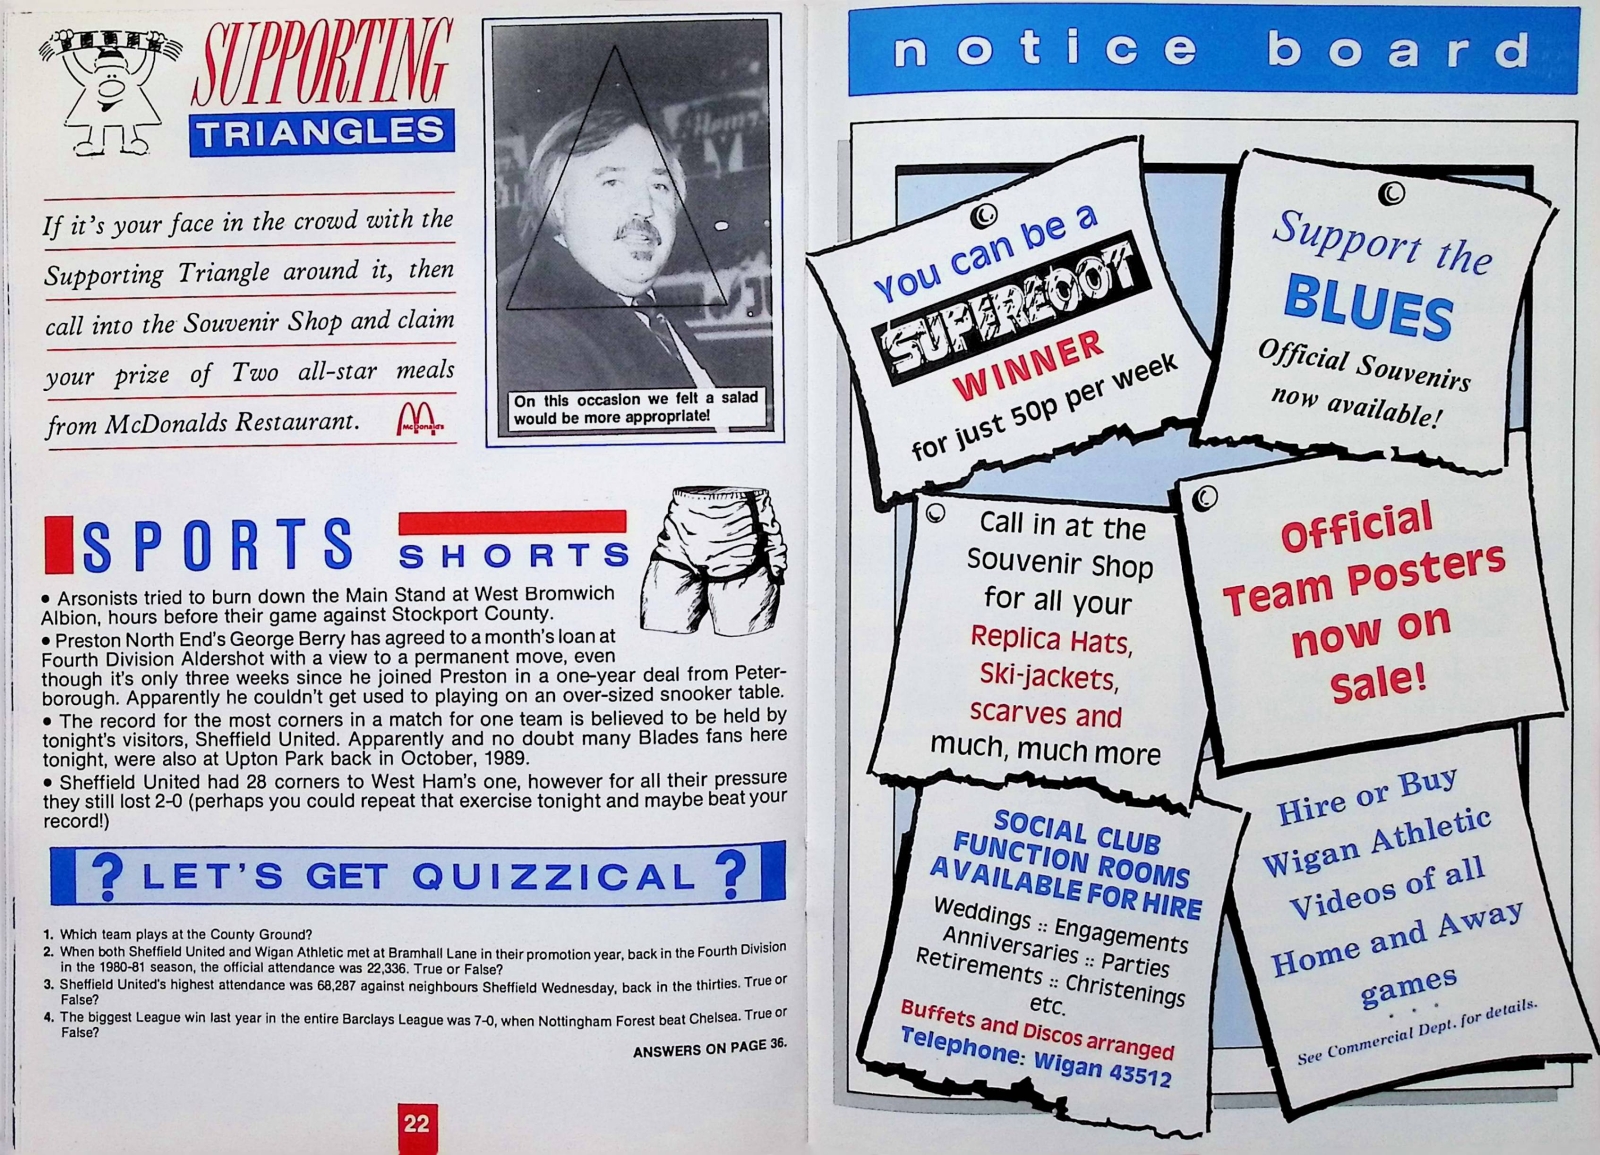 SUPPORTING
TRIANGLES
If it's your face in the crowd with the
Supporting Triangle around it, then
call into the Souvenir Shop and claim
your prize of Two all-star meals
from McDonalds Restaurant.
McDonald's
On this occasion we felt a salad
would be more appropriate!
SPORTS
SHORTS
• Arsonists tried to burn down the Main Stand at West Bromwich
Albion, hours before their game against Stockport County.
• Preston North End's George Berry has agreed to a month's loan at
Fourth Division Aldershot with a view to a permanent move, even
though it's only three weeks since he joined Preston in a one-year deal from Peter-
borough. Apparently he couldn't get used to playing on an over-sized snooker table.
• The record for the most corners in a match for one team is believed to be held by
tonight's visitors, Sheffield United. Apparently and no doubt many Blades fans here
tonight, were also at Upton Park back in October, 1989.
• Sheffield United had 28 corners to West Ham's one, however for all their pressure
they still lost 2-0 (perhaps you could repeat that exercise tonight and maybe beat your
record!)
? LET'S GET QUIZZICAL ?
1. Which team plays at the County Ground?
2. When both Sheffield United and Wigan Athletic met at Bramhall Lane in their promotion year, back in the Fourth Division
in the 1980-81 season, the official attendance was 22,336. True or False?
3. Sheffield United's highest attendance was 68,287 against neighbours Sheffield Wednesday, back in the thirties. True or
False?
4. The biggest League win last year in the entire Barclays League was 7-0, when Nottingham Forest beat Chelsea. True or
False?
ANSWERS ON PAGE 36.
22
notice board
You can be a
SUPERLOOT
WINNER
for just 50p per week
Support the
BLUES
Official Souvenirs
now available!
Call in at the
Souvenir Shop
for all your
Replica Hats,
Ski-jackets,
scarves and
much, much more
Official
Team Posters
now on
Sale!
SOCIAL CLUB
FUNCTION ROOMS
AVAILABLE FOR HIRE
Weddings :: Engagements
Anniversaries :: Parties
Retirements :: Christenings
etc.
Buffets and Discos arranged
Telephone: Wigan 43512
Hire or Buy
Wigan Athletic
Videos of all
Home and Away
games
. . .
See Commercial Dept. for details.